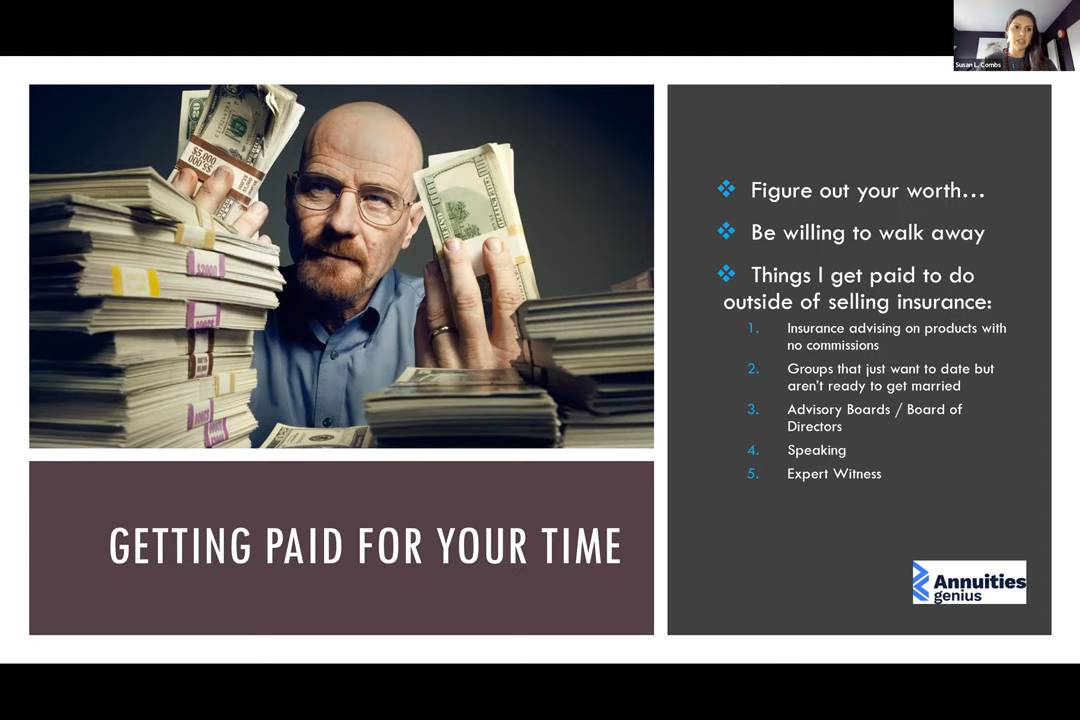 Susan L. Combs
$5,000
$2000
Figure out your worth...
Be willing to walk away
Things I get paid to do
outside of selling insurance:
1. Insurance advising on products with
no commissions
2. Groups that just want to date but
aren't ready to get married
3. Advisory Boards / Board of
Directors
4. Speaking
5. Expert Witness
GETTING PAID FOR YOUR TIME
Annuities
genius